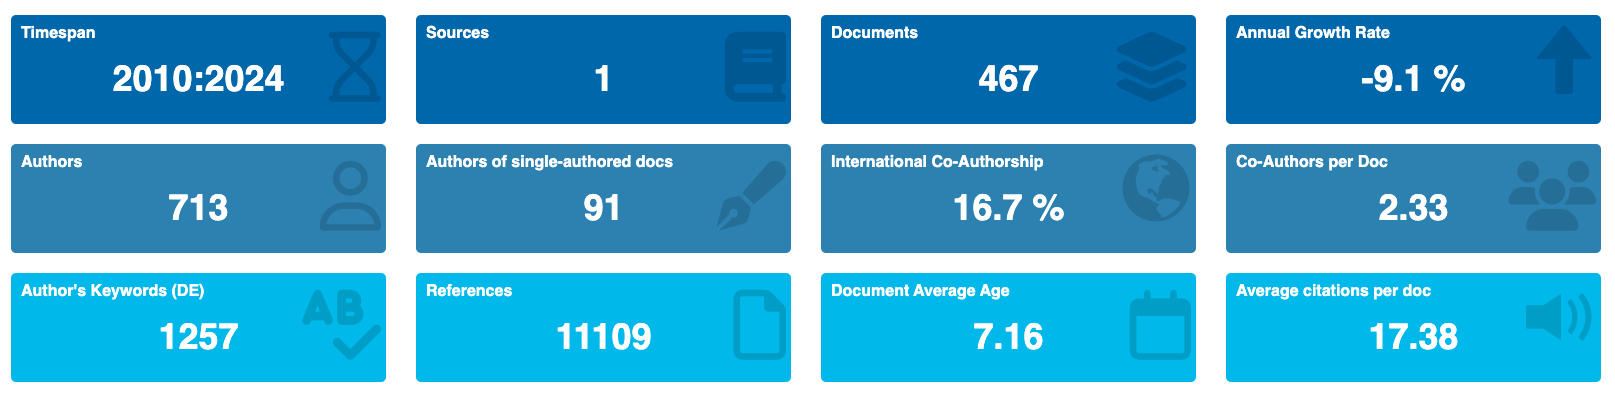 Timespan
2010:2024
Sources
1
Documents
467
Annual Growth Rate
-9.1 %
Authors
713
Authors of single-authored docs
91
International Co-Authorship
16.7 %
Co-Authors per Doc
2.33
Author's Keywords (DE)
1257
AB
References
11109
Document Average Age
7.16
Average citations per doc
17.38